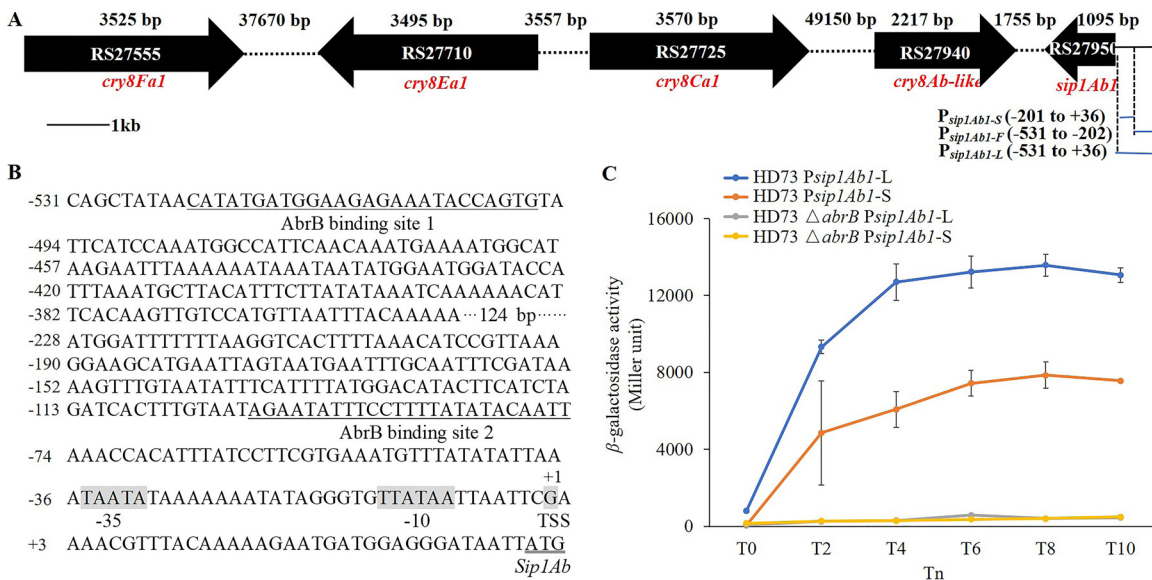 A
3525 bp 37670 bp 3495 bp 3557 bp 3570 bp 49150 bp 2217 bp 1755 bp 1095 bp
RS27555 RS27710 RS27725 RS27940 RS27950
cry8Fa1 cry8Ea1 cry8Ca1 cry8Ab-like sip1Ab1
1kb
Psip1Ab1-S (-201 to +36)
Psip1Ab1-F (-531 to -202)
Psip1Ab1-L (-531 to +36)
B
-531 CAGCTATAACATATGATGGAAGAGAAATACCAGTGTA
AbrB binding site 1
-494 TTCATCCAAATGGCCATTCAACAAATGAAAATGGCAT
-457 AAGAATTTAAAAAATAAATAATATGGAATGGATACCA
-420 TTTAAATGCTTACATTTCTTATATAAATCAAAAAACAT
-382 TCACAAGTTGTCCATGTTAATTTACAAAAA ···124 bp······
-228 ATGGATTTTTTTAAGGTCACTTTTAAACATCCGTTAAA
-190 GGAAGCATGAATTAGTAATGAATTTGCAATTTCGATAA
-152 AAGTTTGTAATATTTCATTTTATGGACATACTTCATCTA
-113 GATCACTTTGTAATAGAATATTTCCTTTTATATACAATT
AbrB binding site 2
-74 AAACCACATTTATCCTTCGTGAAATGTTTATATATTAA
+1
-36 ATAATATAAAAAAATATAGGGTGTTATAATTAATTCGA
-35 -10 TSS
+3 AAACGTTTACAAAAAGAATGATGGAGGGATAATTATG
Sip1Ab
C
HD73 Psip1Ab1-L
HD73 Psip1Ab1-S
HD73 △abrB Psip1Ab1-L
HD73 △abrB Psip1Ab1-S
β-galactosidase activity
(Miller unit)
16000
12000
8000
4000
0
T0 T2 T4 T6 T8 T10
Tn